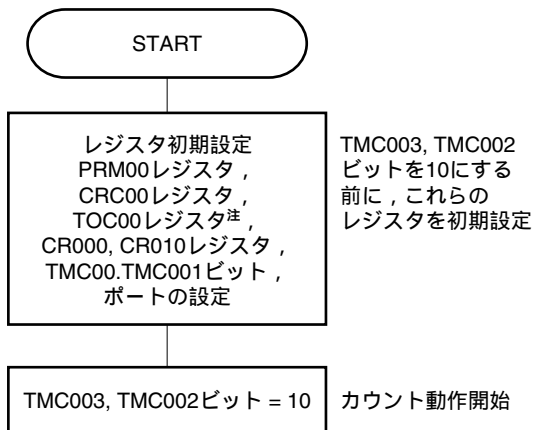 START
レジスタ初期設定
PRM00レジスタ，
CRC00レジスタ，
TOC00レジスタ注，
CR000, CR010レジスタ，
TMC00.TMC001ビット，
ポートの設定
TMC003, TMC002
ビットを10にする
前に，これらの
レジスタを初期設定
TMC003, TMC002ビット = 10
カウント動作開始